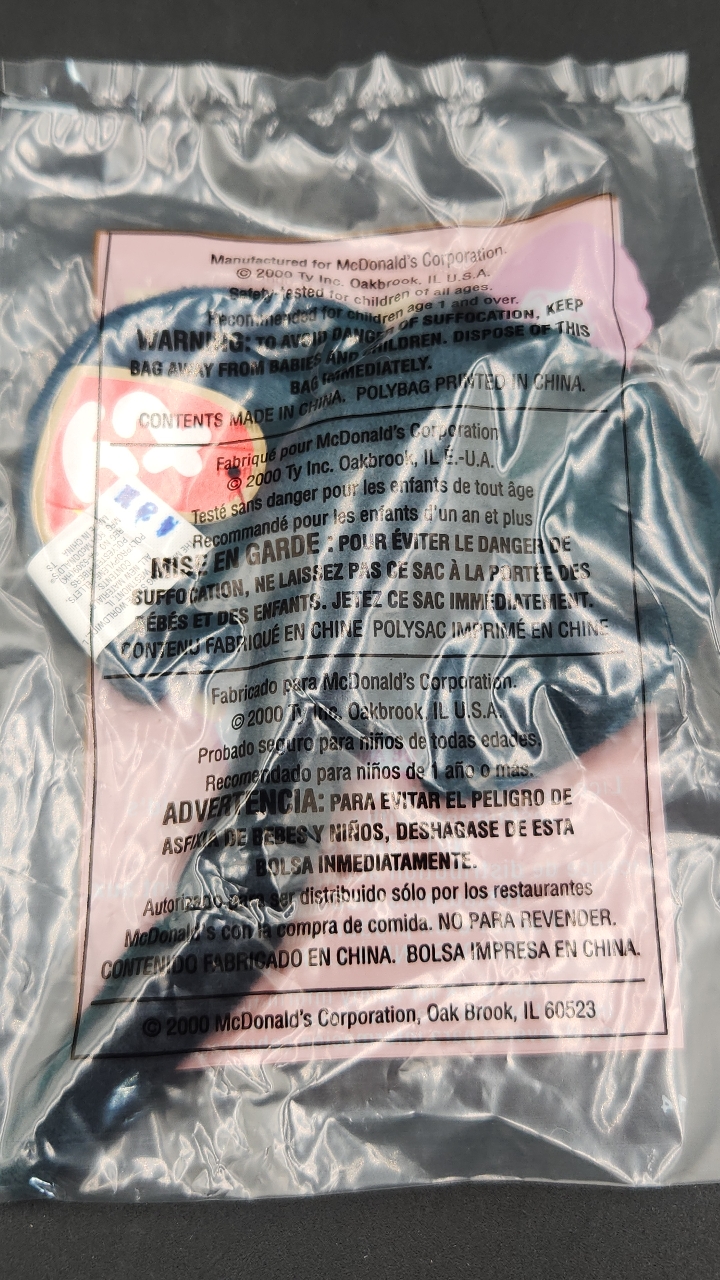 Manufactured for McDonald's Corporation.
© 2000 Ty Inc. Oakbrook, IL U.S.A.
Safety tested for children of all ages.
Recommended for children age 1 and over.
WARNING: TO AVOID DANGER OF SUFFOCATION, KEEP
BAG AWAY FROM BABIES AND CHILDREN. DISPOSE OF THIS
BAG IMMEDIATELY.
CONTENTS MADE IN CHINA. POLYBAG PRINTED IN CHINA.
Fabriqué pour McDonald's Corporation
© 2000 Ty Inc. Oakbrook, IL É.-U.A.
Testé sans danger pour les enfants de tout âge
Recommandé pour les enfants d'un an et plus
MISE EN GARDE : POUR ÉVITER LE DANGER DE
SUFFOCATION, NE LAISSEZ PAS CE SAC À LA PORTÉE DES
BÉBÉS ET DES ENFANTS. JETEZ CE SAC IMMÉDIATEMENT.
CONTENU FABRIQUÉ EN CHINE POLYSAC IMPRIMÉ EN CHINE
Fabricado para McDonald's Corporation.
© 2000 Ty Inc. Oakbrook, IL U.S.A.
Probado seguro para niños de todas edades.
Recomendado para niños de 1 año o más.
ADVERTENCIA: PARA EVITAR EL PELIGRO DE
ASFIXIA DE BEBES Y NIÑOS, DESHAGASE DE ESTA
BOLSA INMEDIATAMENTE.
Autorizado para ser distribuido sólo por los restaurantes
McDonald's con la compra de comida. NO PARA REVENDER.
CONTENIDO FABRICADO EN CHINA. BOLSA IMPRESA EN CHINA.
© 2000 McDonald's Corporation, Oak Brook, IL 60523